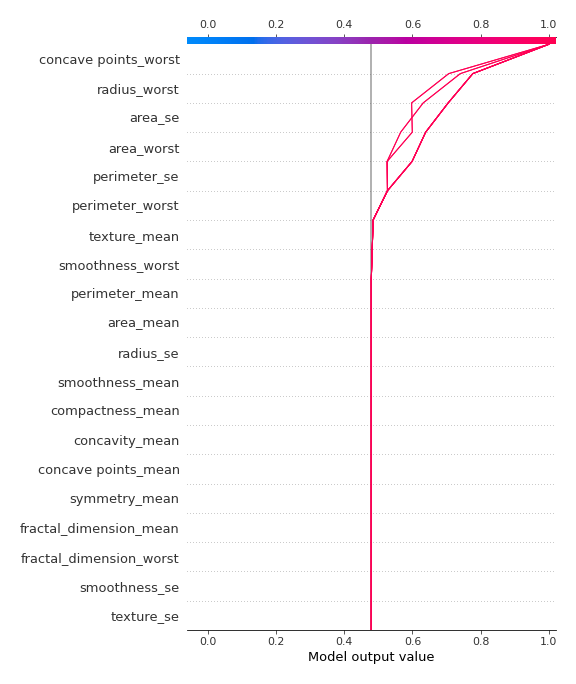 0.0 0.2 0.4 0.6 0.8 1.0
concave points_worst
radius_worst
area_se
area_worst
perimeter_se
perimeter_worst
texture_mean
smoothness_worst
perimeter_mean
area_mean
radius_se
smoothness_mean
compactness_mean
concavity_mean
concave points_mean
symmetry_mean
fractal_dimension_mean
fractal_dimension_worst
smoothness_se
texture_se
0.0 0.2 0.4 0.6 0.8 1.0
Model output value